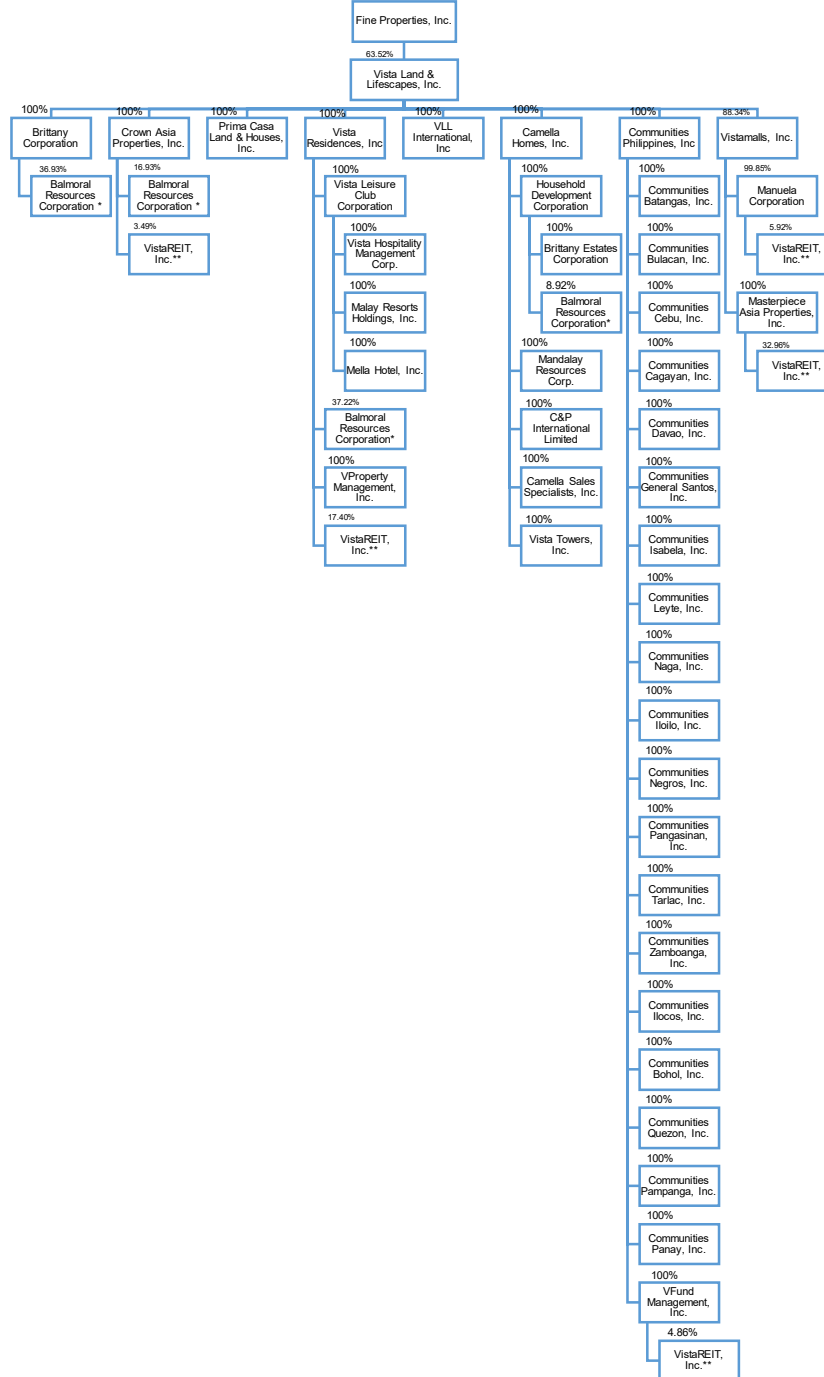 Fine Properties, Inc.
63.52%
Vista Land &
Lifescapes, Inc.
100%
Brittany
Corporation
36.93%
Balmoral
Resources
Corporation *
100%
Crown Asia
Properties, Inc.
16.93%
Balmoral
Resources
Corporation *
3.49%
VistaREIT,
Inc.**
100%
Prima Casa
Land & Houses,
Inc.
100%
Vista
Residences, Inc
100%
Vista Leisure
Club
Corporation
100%
Vista Hospitality
Management
Corp.
100%
Malay Resorts
Holdings, Inc.
100%
Mella Hotel, Inc.
37.22%
Balmoral
Resources
Corporation*
100%
VProperty
Management,
Inc.
17.40%
VistaREIT,
Inc.**
100%
VLL
International,
Inc
100%
Camella
Homes, Inc.
100%
Household
Development
Corporation
100%
Brittany Estates
Corporation
8.92%
Balmoral
Resources
Corporation*
100%
Mandalay
Resources
Corp.
100%
C&P
International
Limited
100%
Camella Sales
Specialists, Inc.
100%
Vista Towers,
Inc.
100%
Communities
Philippines, Inc
100%
Communities
Batangas, Inc.
100%
Communities
Bulacan, Inc.
100%
Communities
Cebu, Inc.
100%
Communities
Cagayan, Inc.
100%
Communities
Davao, Inc.
100%
Communities
General Santos,
Inc.
100%
Communities
Isabela, Inc.
100%
Communities
Leyte, Inc.
100%
Communities
Naga, Inc.
100%
Communities
Iloilo, Inc.
100%
Communities
Negros, Inc.
100%
Communities
Pangasinan,
Inc.
100%
Communities
Tarlac, Inc.
100%
Communities
Zamboanga,
Inc.
100%
Communities
Ilocos, Inc.
100%
Communities
Bohol, Inc.
100%
Communities
Quezon, Inc.
100%
Communities
Pampanga, Inc.
100%
Communities
Panay, Inc.
100%
VFund
Management,
Inc.
4.86%
VistaREIT,
Inc.**
88.34%
Vistamalls, Inc.
99.85%
Manuela
Corporation
5.92%
VistaREIT,
Inc.**
100%
Masterpiece
Asia Properties,
Inc.
32.96%
VistaREIT,
Inc.**